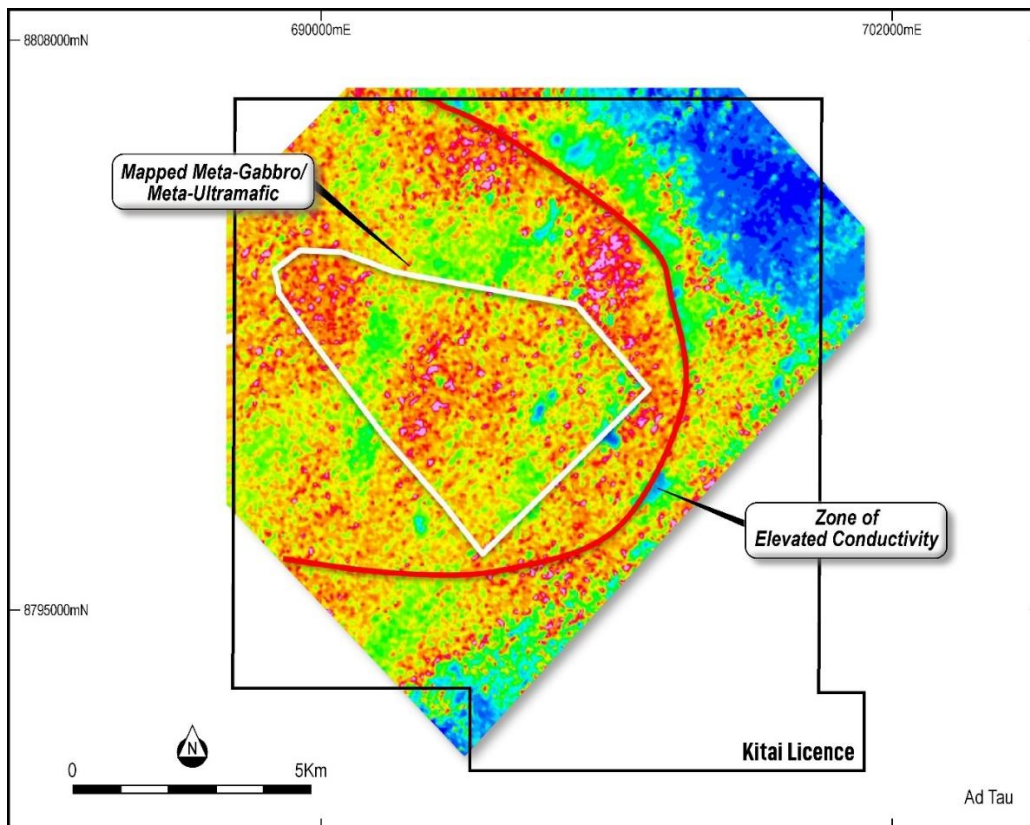 690000mE
702000mE
8808000mN
Mapped Meta-Gabbro/
Meta-Ultramafic
Zone of
Elevated Conductivity
8795000mN
Kitai Licence
N
0
5Km
Ad Tau